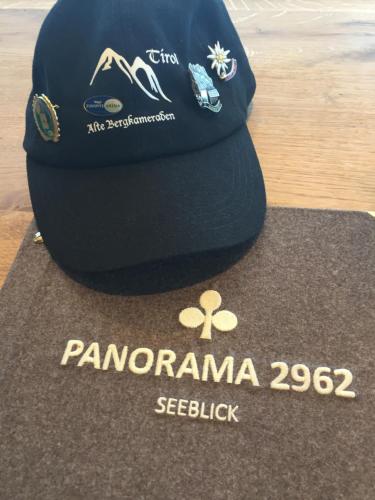 Tirol
Alte Bergkameraden
PANORAMA 2962
SEEBLICK